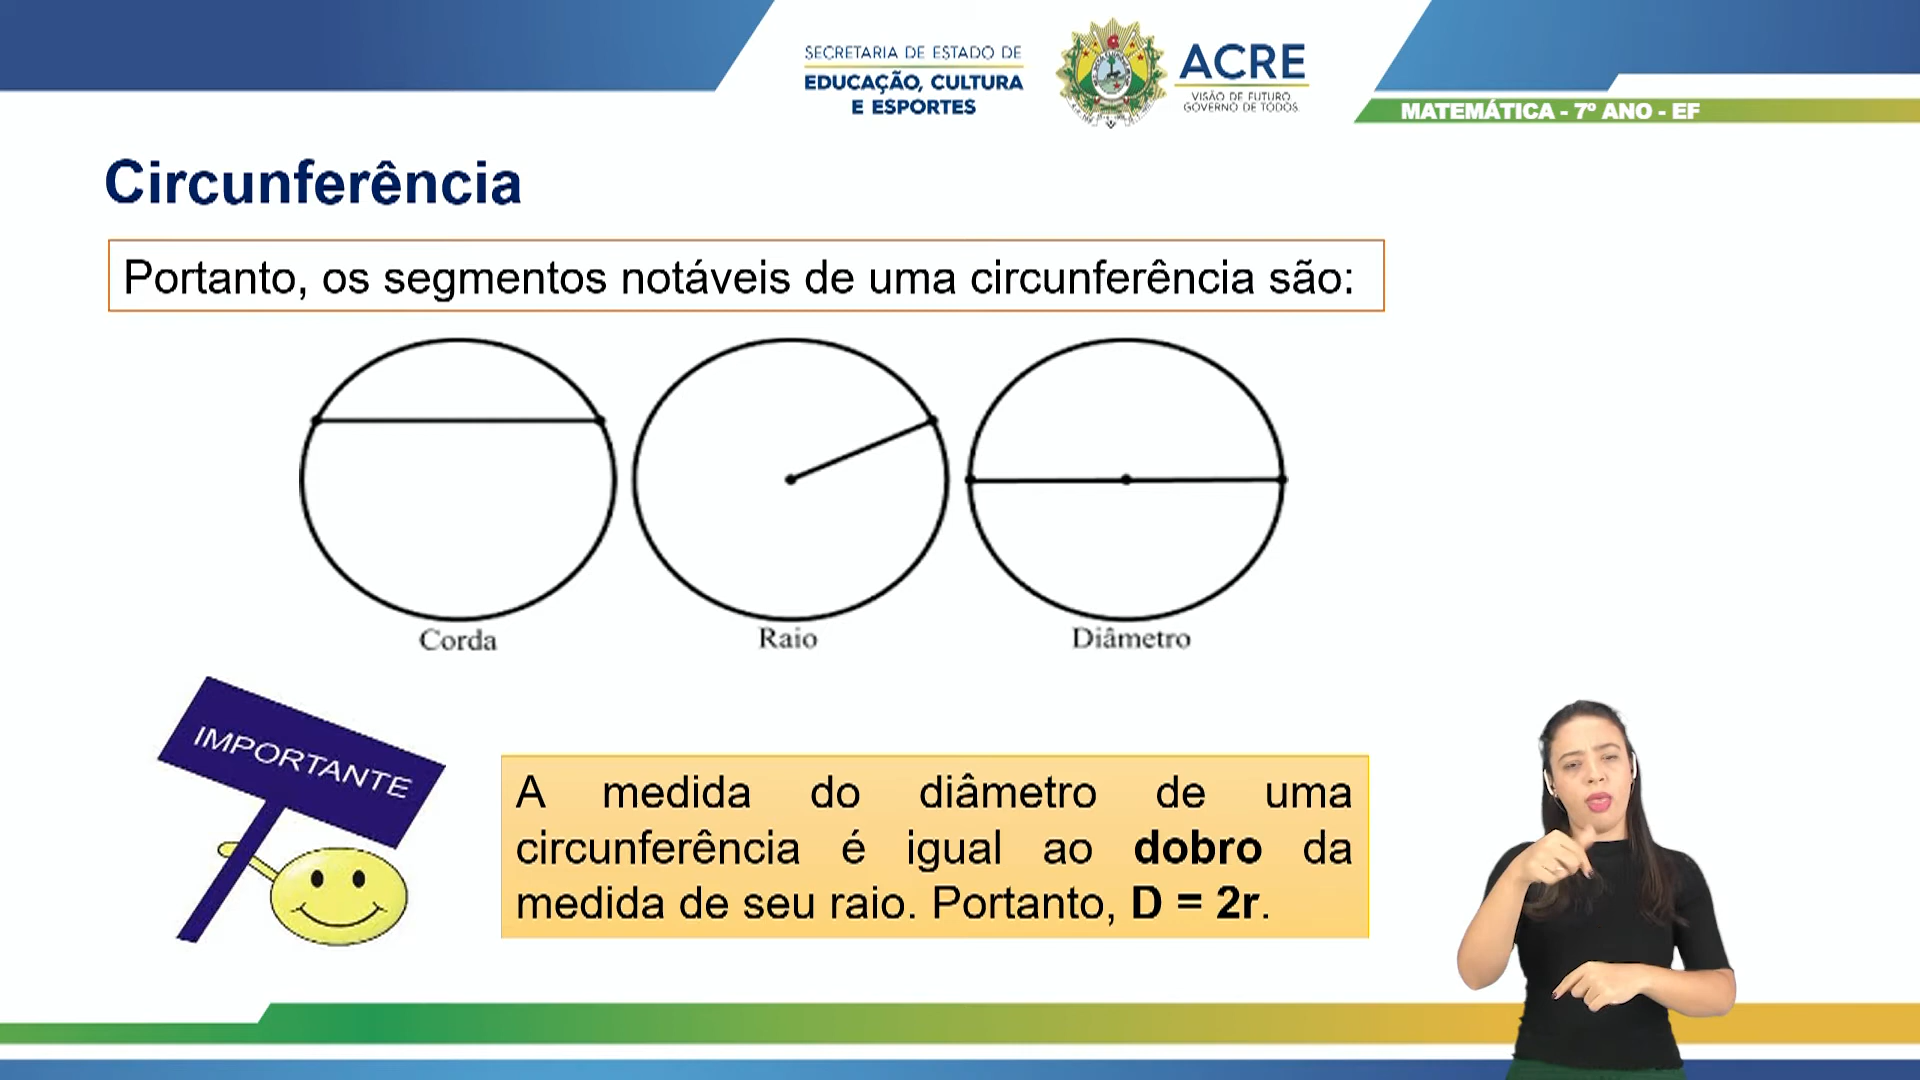 SECRETARIA DE ESTADO DE
EDUCAÇÃO, CULTURA
E ESPORTES
ACRE
VISÃO DE FUTURO
GOVERNO DE TODOS
MATEMÁTICA - 7º ANO - EF
Circunferência
Portanto, os segmentos notáveis de uma circunferência são:
Corda
Raio
Diâmetro
IMPORTANTE
A medida do diâmetro de uma
circunferência é igual ao dobro da
medida de seu raio. Portanto, D = 2r.